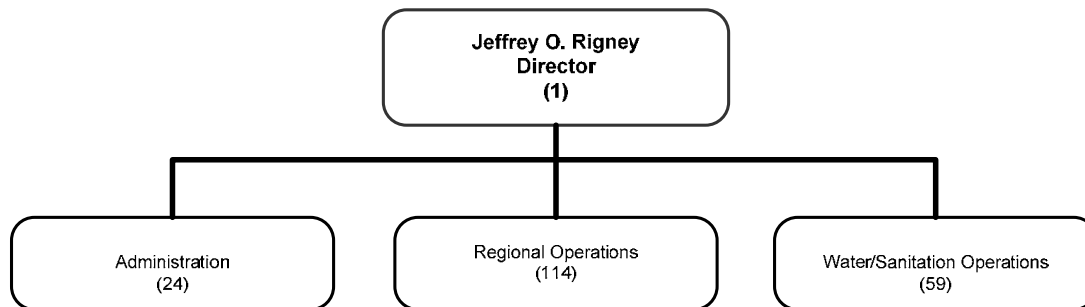 Jeffrey O. Rigney
Director
(1)
Administration
(24)
Regional Operations
(114)
Water/Sanitation Operations
(59)